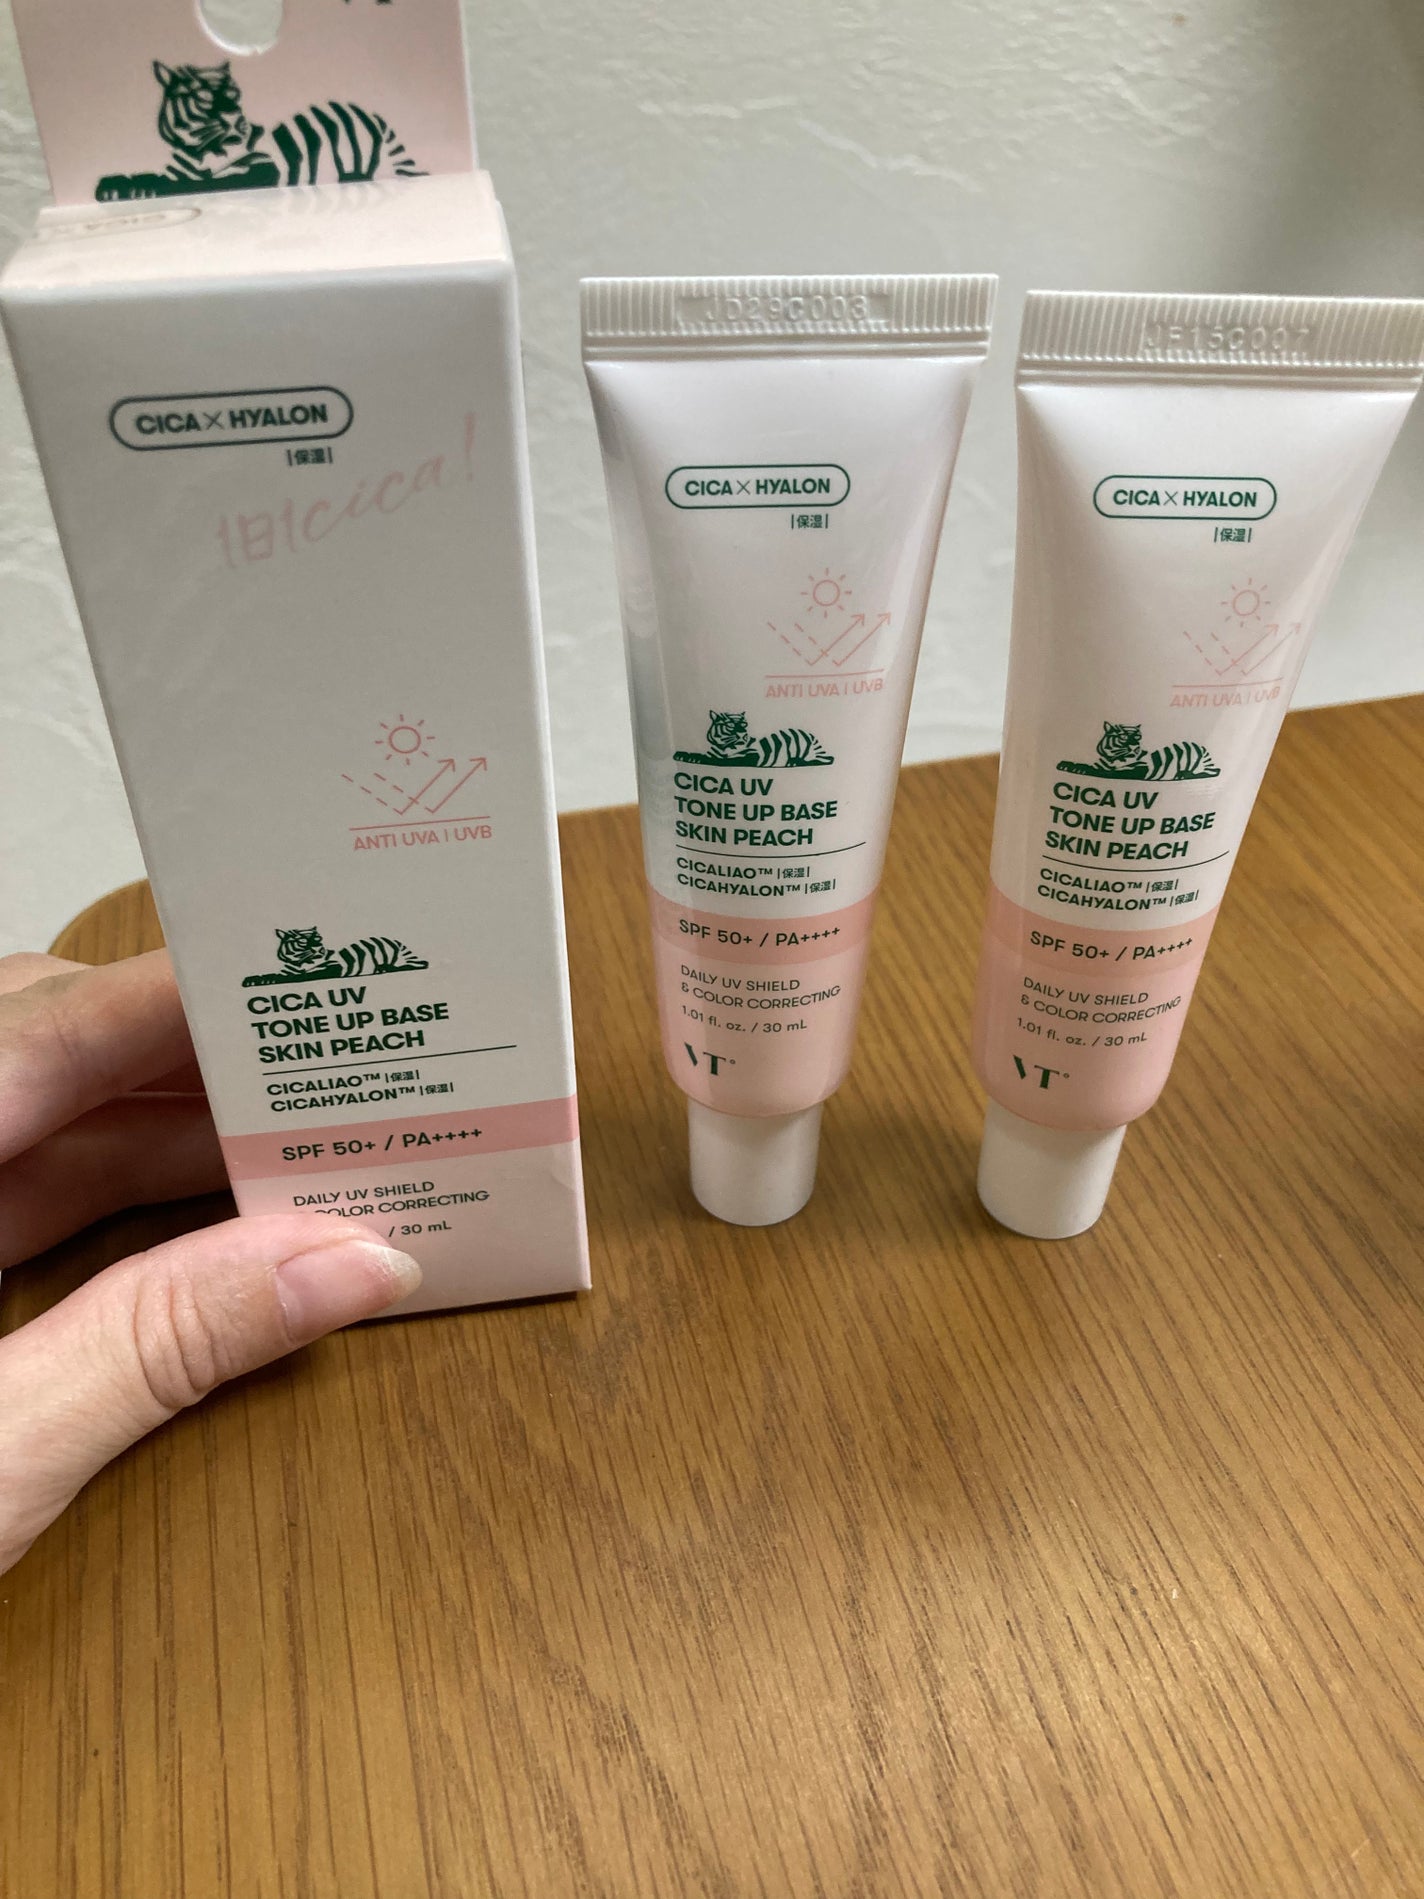 CICA×HYALON
|保湿|
1日1cica!
ANTI UVA | UVB
CICA UV
TONE UP BASE
SKIN PEACH
CICALIAO™ |保湿|
CICAHYALON™ |保湿|
SPF 50+ / PA++++
DAILY UV SHIELD
COLOR CORRECTING
/ 30 mL
JD29C003
CICA×HYALON
|保湿|
ANTI UVA | UVB
CICA UV
TONE UP BASE
SKIN PEACH
CICALIAO™ |保湿|
CICAHYALON™ |保湿|
SPF 50+ / PA++++
DAILY UV SHIELD
& COLOR CORRECTING
1.01 fl. oz. / 30 mL
VT
JF15C007
CICA×HYALON
|保湿|
ANTI UVA | UVB
CICA UV
TONE UP BASE
SKIN PEACH
CICALIAO™ |保湿|
CICAHYALON™ |保湿|
SPF 50+ / PA++++
DAILY UV SHIELD
& COLOR CORRECTING
1.01 fl. oz. / 30 mL
VT